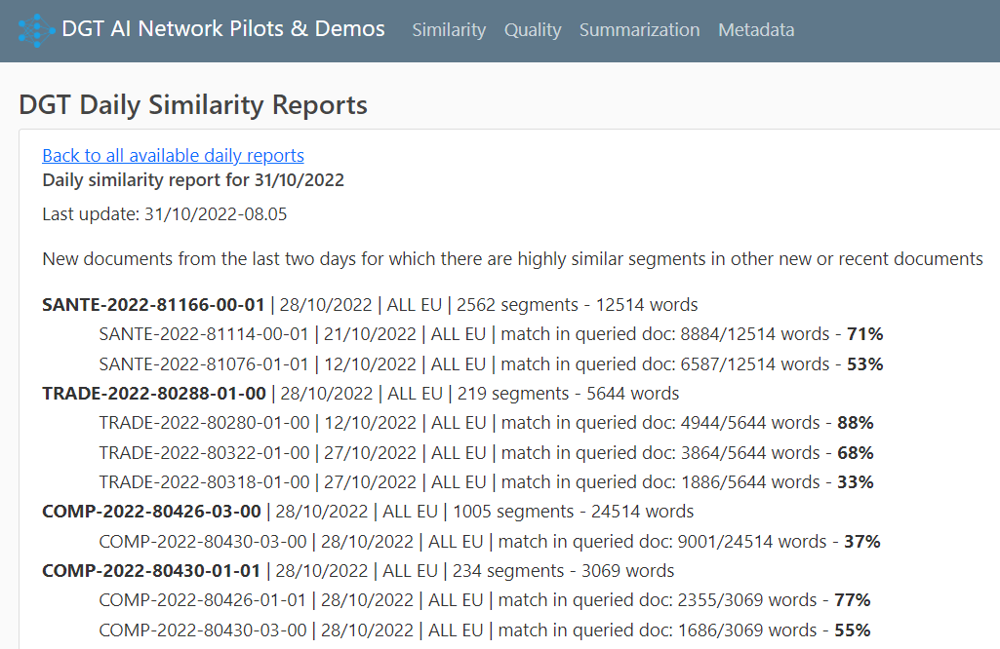 DGT AI Network Pilots & Demos Similarity Quality Summarization Metadata
DGT Daily Similarity Reports
Back to all available daily reports
Daily similarity report for 31/10/2022
Last update: 31/10/2022-08.05
New documents from the last two days for which there are highly similar segments in other new or recent documents
SANTE-2022-81166-00-01 | 28/10/2022 | ALL EU | 2562 segments - 12514 words
SANTE-2022-81114-00-01 | 21/10/2022 | ALL EU | match in queried doc: 8884/12514 words - 71%
SANTE-2022-81076-01-01 | 12/10/2022 | ALL EU | match in queried doc: 6587/12514 words - 53%
TRADE-2022-80288-01-00 | 28/10/2022 | ALL EU | 219 segments - 5644 words
TRADE-2022-80280-01-00 | 12/10/2022 | ALL EU | match in queried doc: 4944/5644 words - 88%
TRADE-2022-80322-01-00 | 27/10/2022 | ALL EU | match in queried doc: 3864/5644 words - 68%
TRADE-2022-80318-01-00 | 27/10/2022 | ALL EU | match in queried doc: 1886/5644 words - 33%
COMP-2022-80426-03-00 | 28/10/2022 | ALL EU | 1005 segments - 24514 words
COMP-2022-80430-03-00 | 28/10/2022 | ALL EU | match in queried doc: 9001/24514 words - 37%
COMP-2022-80430-01-01 | 28/10/2022 | ALL EU | 234 segments - 3069 words
COMP-2022-80426-01-01 | 28/10/2022 | ALL EU | match in queried doc: 2355/3069 words - 77%
COMP-2022-80430-03-00 | 28/10/2022 | ALL EU | match in queried doc: 1686/3069 words - 55%